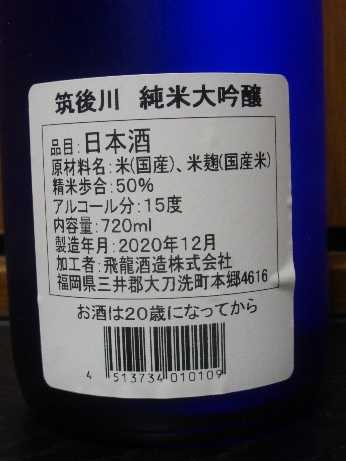 筑後川 純米大吟醸
品目:日本酒
原材料名:米(国産)、米麹(国産米)
精米歩合:50%
アルコール分:15度
内容量:720ml
製造年月:2020年12月
加工者:飛龍酒造株式会社
福岡県三井郡大刀洗町本郷4616
お酒は20歳になってから
4 513734 010109